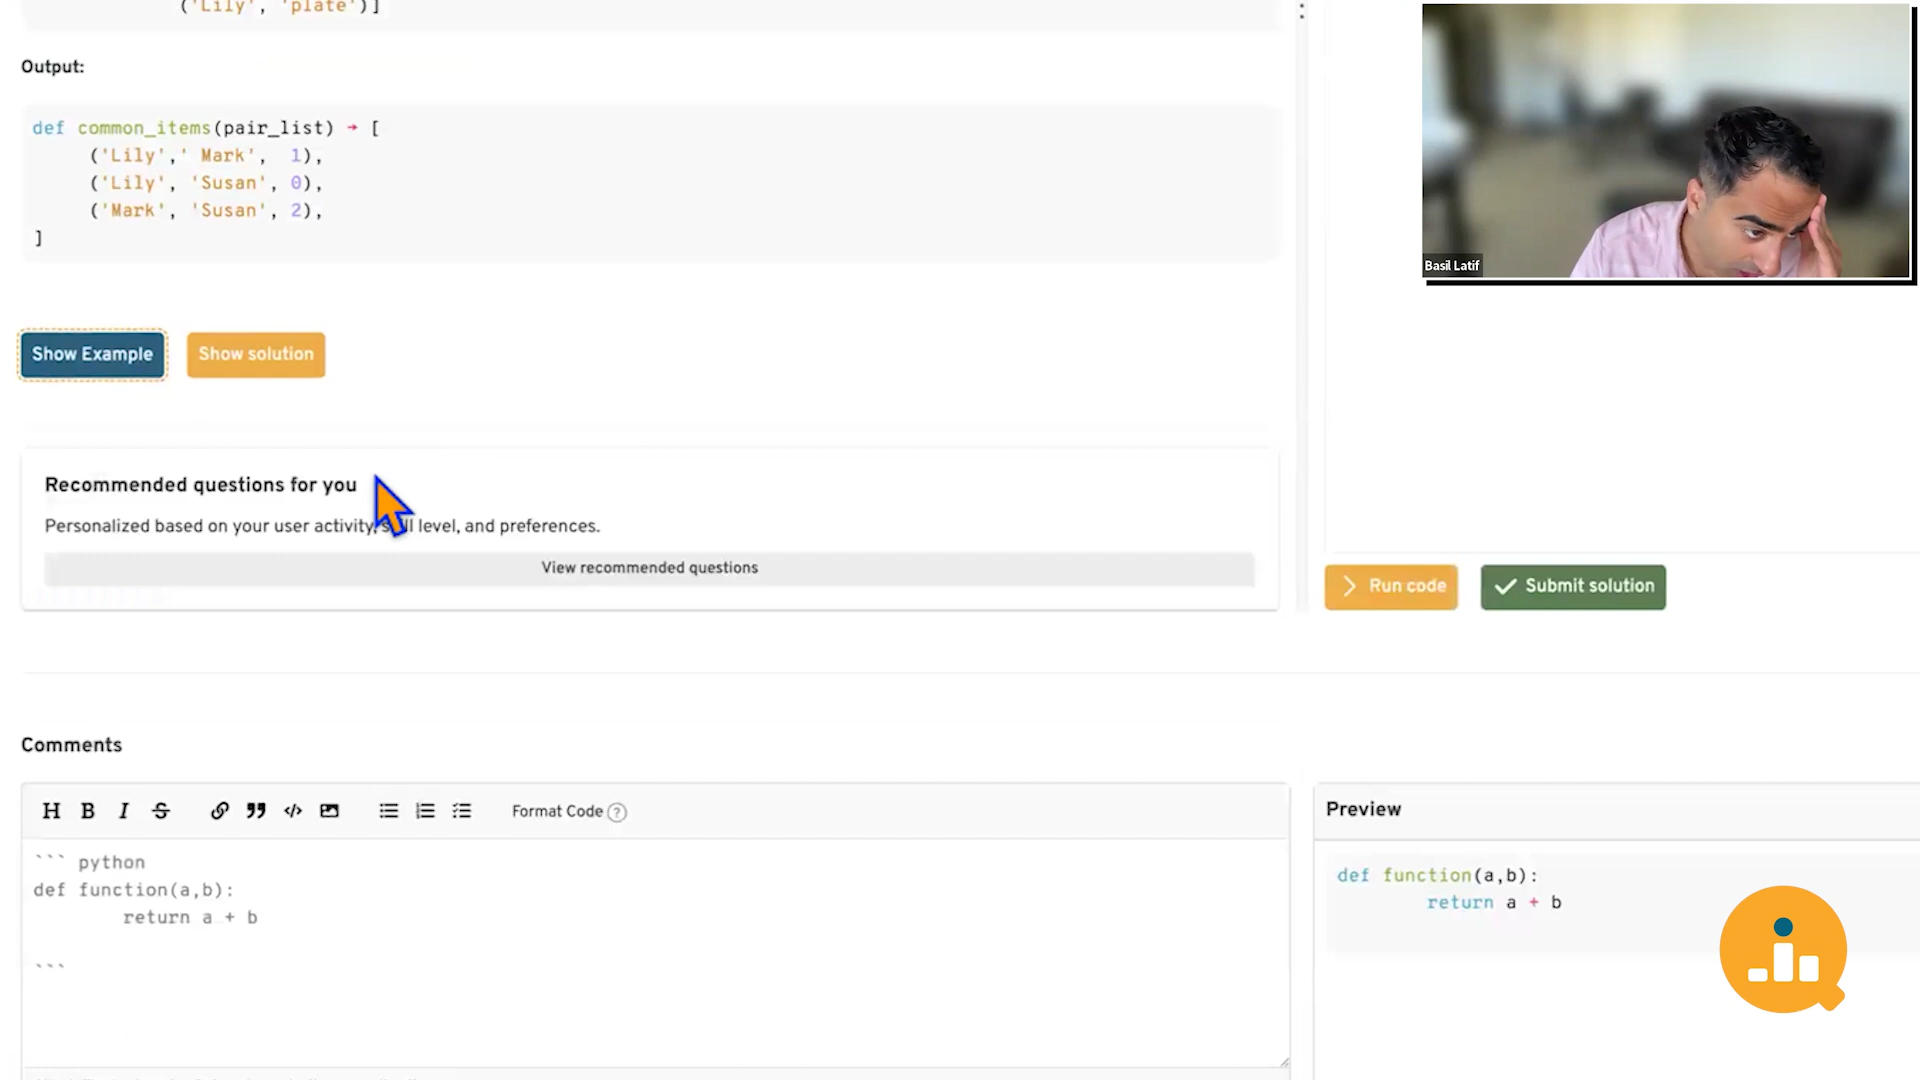 ('Lily', 'plate')]
Output:
def common_items(pair_list) → [
('Lily',' Mark', 1),
('Lily', 'Susan', 0),
('Mark', 'Susan', 2),
]
Show Example
Show solution
Recommended questions for you
Personalized based on your user activity, skill level, and preferences.
View recommended questions
Basil Latif
Run code
Submit solution
Comments
H B I S
Format Code ?
``` python
def function(a,b):
return a + b
```
Preview
def function(a,b):
return a + b